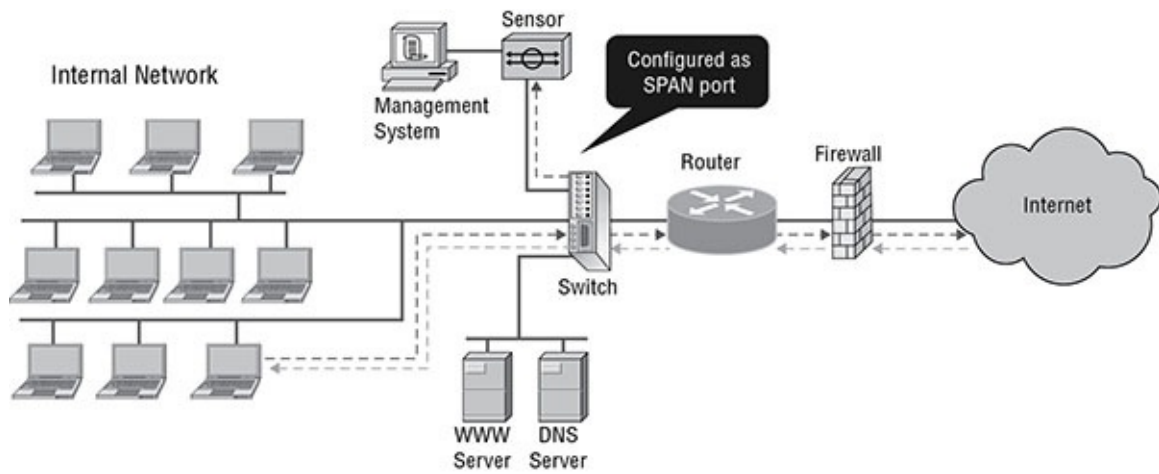 Sensor
Configured as
SPAN port
Internal Network
Management
System
Router
Firewall
Internet
Switch
WWW
Server
DNS
Server